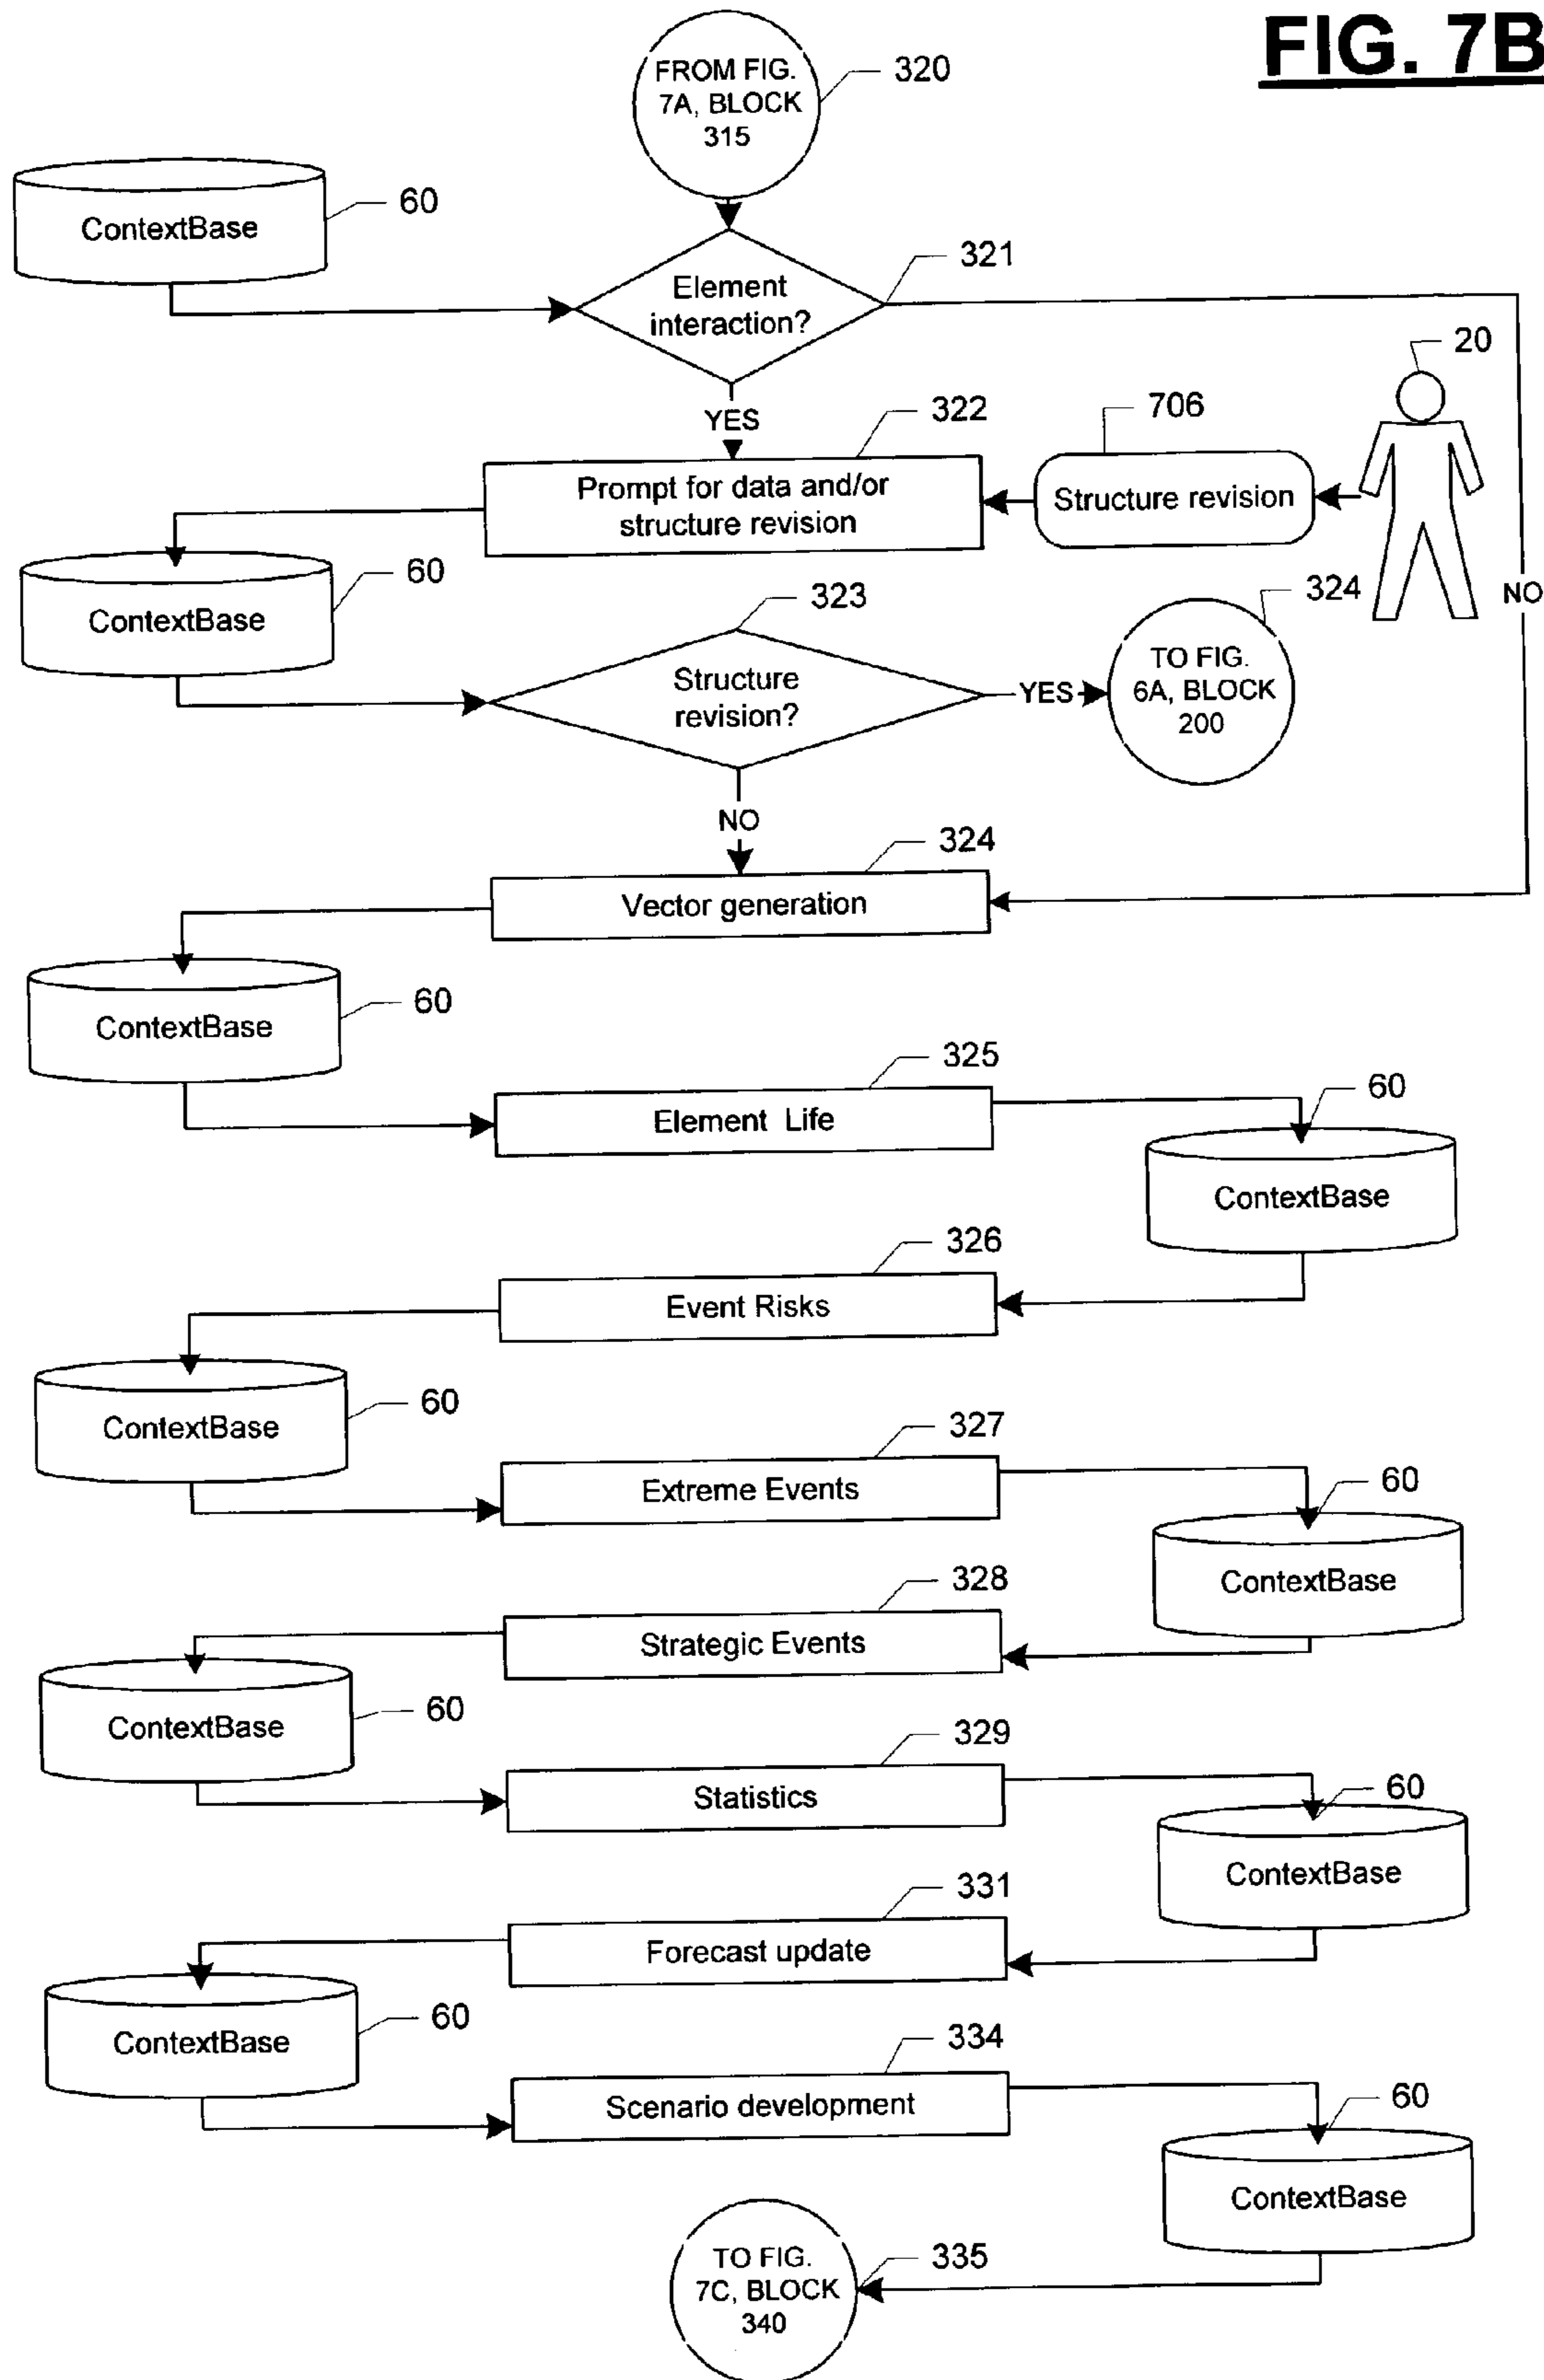 FIG. 7B
FROM FIG.
7A, BLOCK
315
320
ContextBase
60
Element
interaction?
321
20
YES
322
706
Prompt for data and/or
structure revision
Structure revision
NO
ContextBase
60
323
324
Structure
revision?
YES
TO FIG.
6A, BLOCK
200
NO
324
Vector generation
ContextBase
60
325
Element Life
60
ContextBase
326
Event Risks
ContextBase
60
327
Extreme Events
60
ContextBase
328
Strategic Events
ContextBase
60
329
Statistics
60
ContextBase
331
Forecast update
ContextBase
60
334
Scenario development
60
ContextBase
TO FIG.
7C, BLOCK
340
335